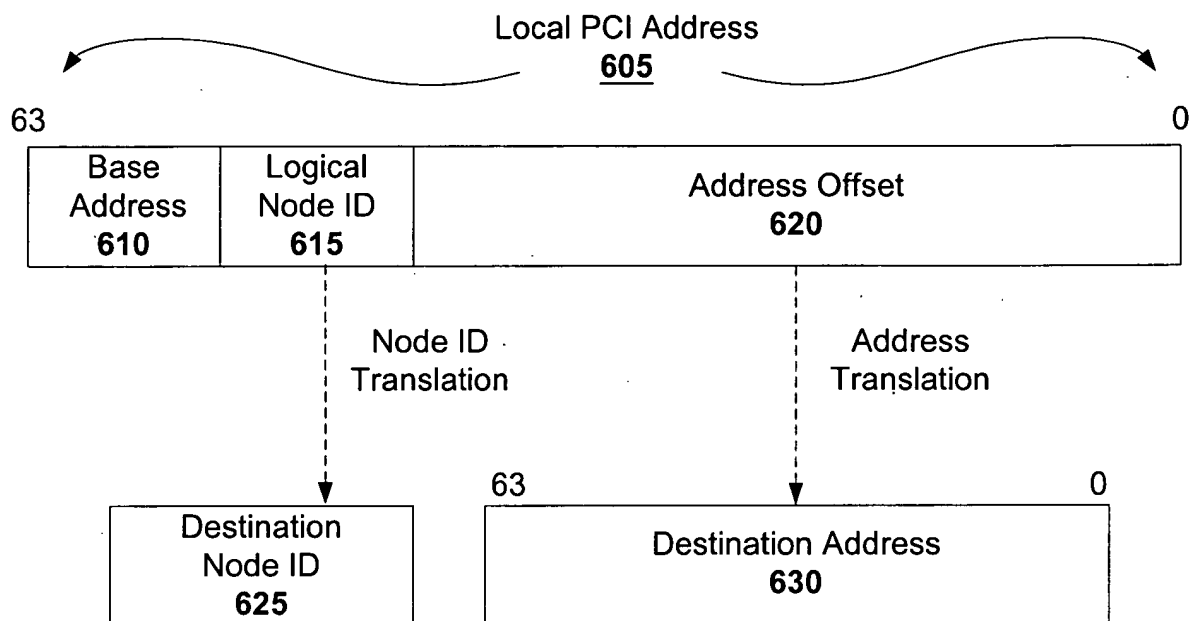 Local PCI Address
605
63
0
Base
Address
610
Logical
Node ID
615
Address Offset
620
Node ID
Translation
Address
Translation
63
0
Destination
Node ID
625
Destination Address
630